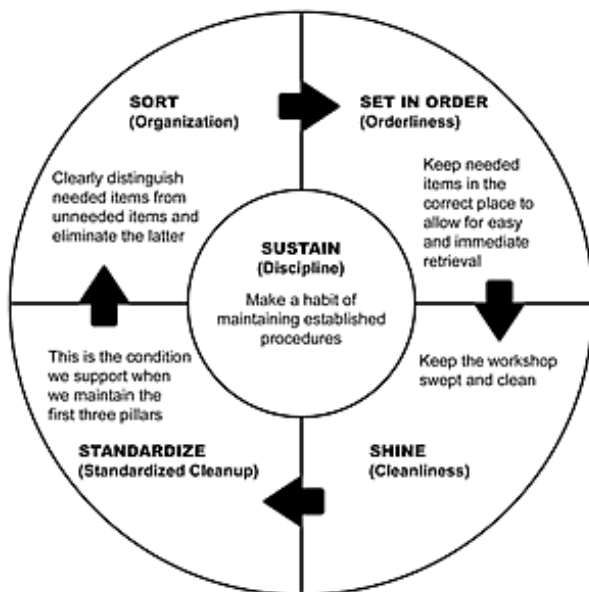 SORT
(Organization)
Clearly distinguish
needed items from
unneeded items and
eliminate the latter
SET IN ORDER
(Orderliness)
Keep needed
items in the
correct place to
allow for easy
and immediate
retrieval
SUSTAIN
(Discipline)
Make a habit of
maintaining established
procedures
Keep the workshop
swept and clean
SHINE
(Cleanliness)
This is the condition
we support when
we maintain the
first three pillars
STANDARDIZE
(Standardized Cleanup)